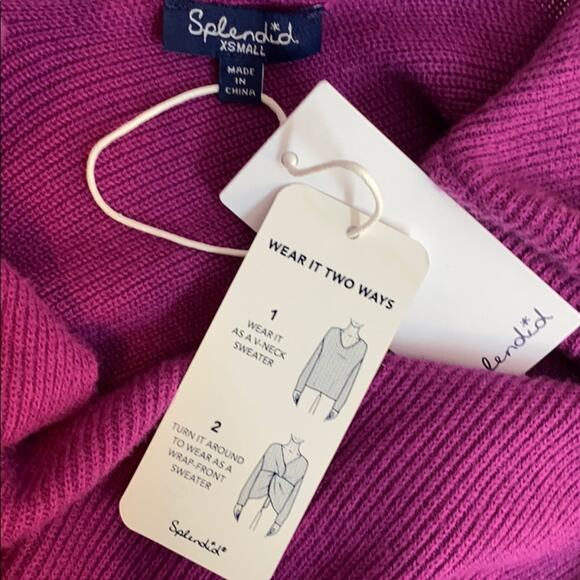 Splendid
XSMALL
MADE
IN
CHINA
WEAR IT TWO WAYS
1
WEAR IT
AS A V-NECK
SWEATER
2
TURN IT AROUND
TO WEAR AS A
WRAP-FRONT
SWEATER
Splendid
plendid